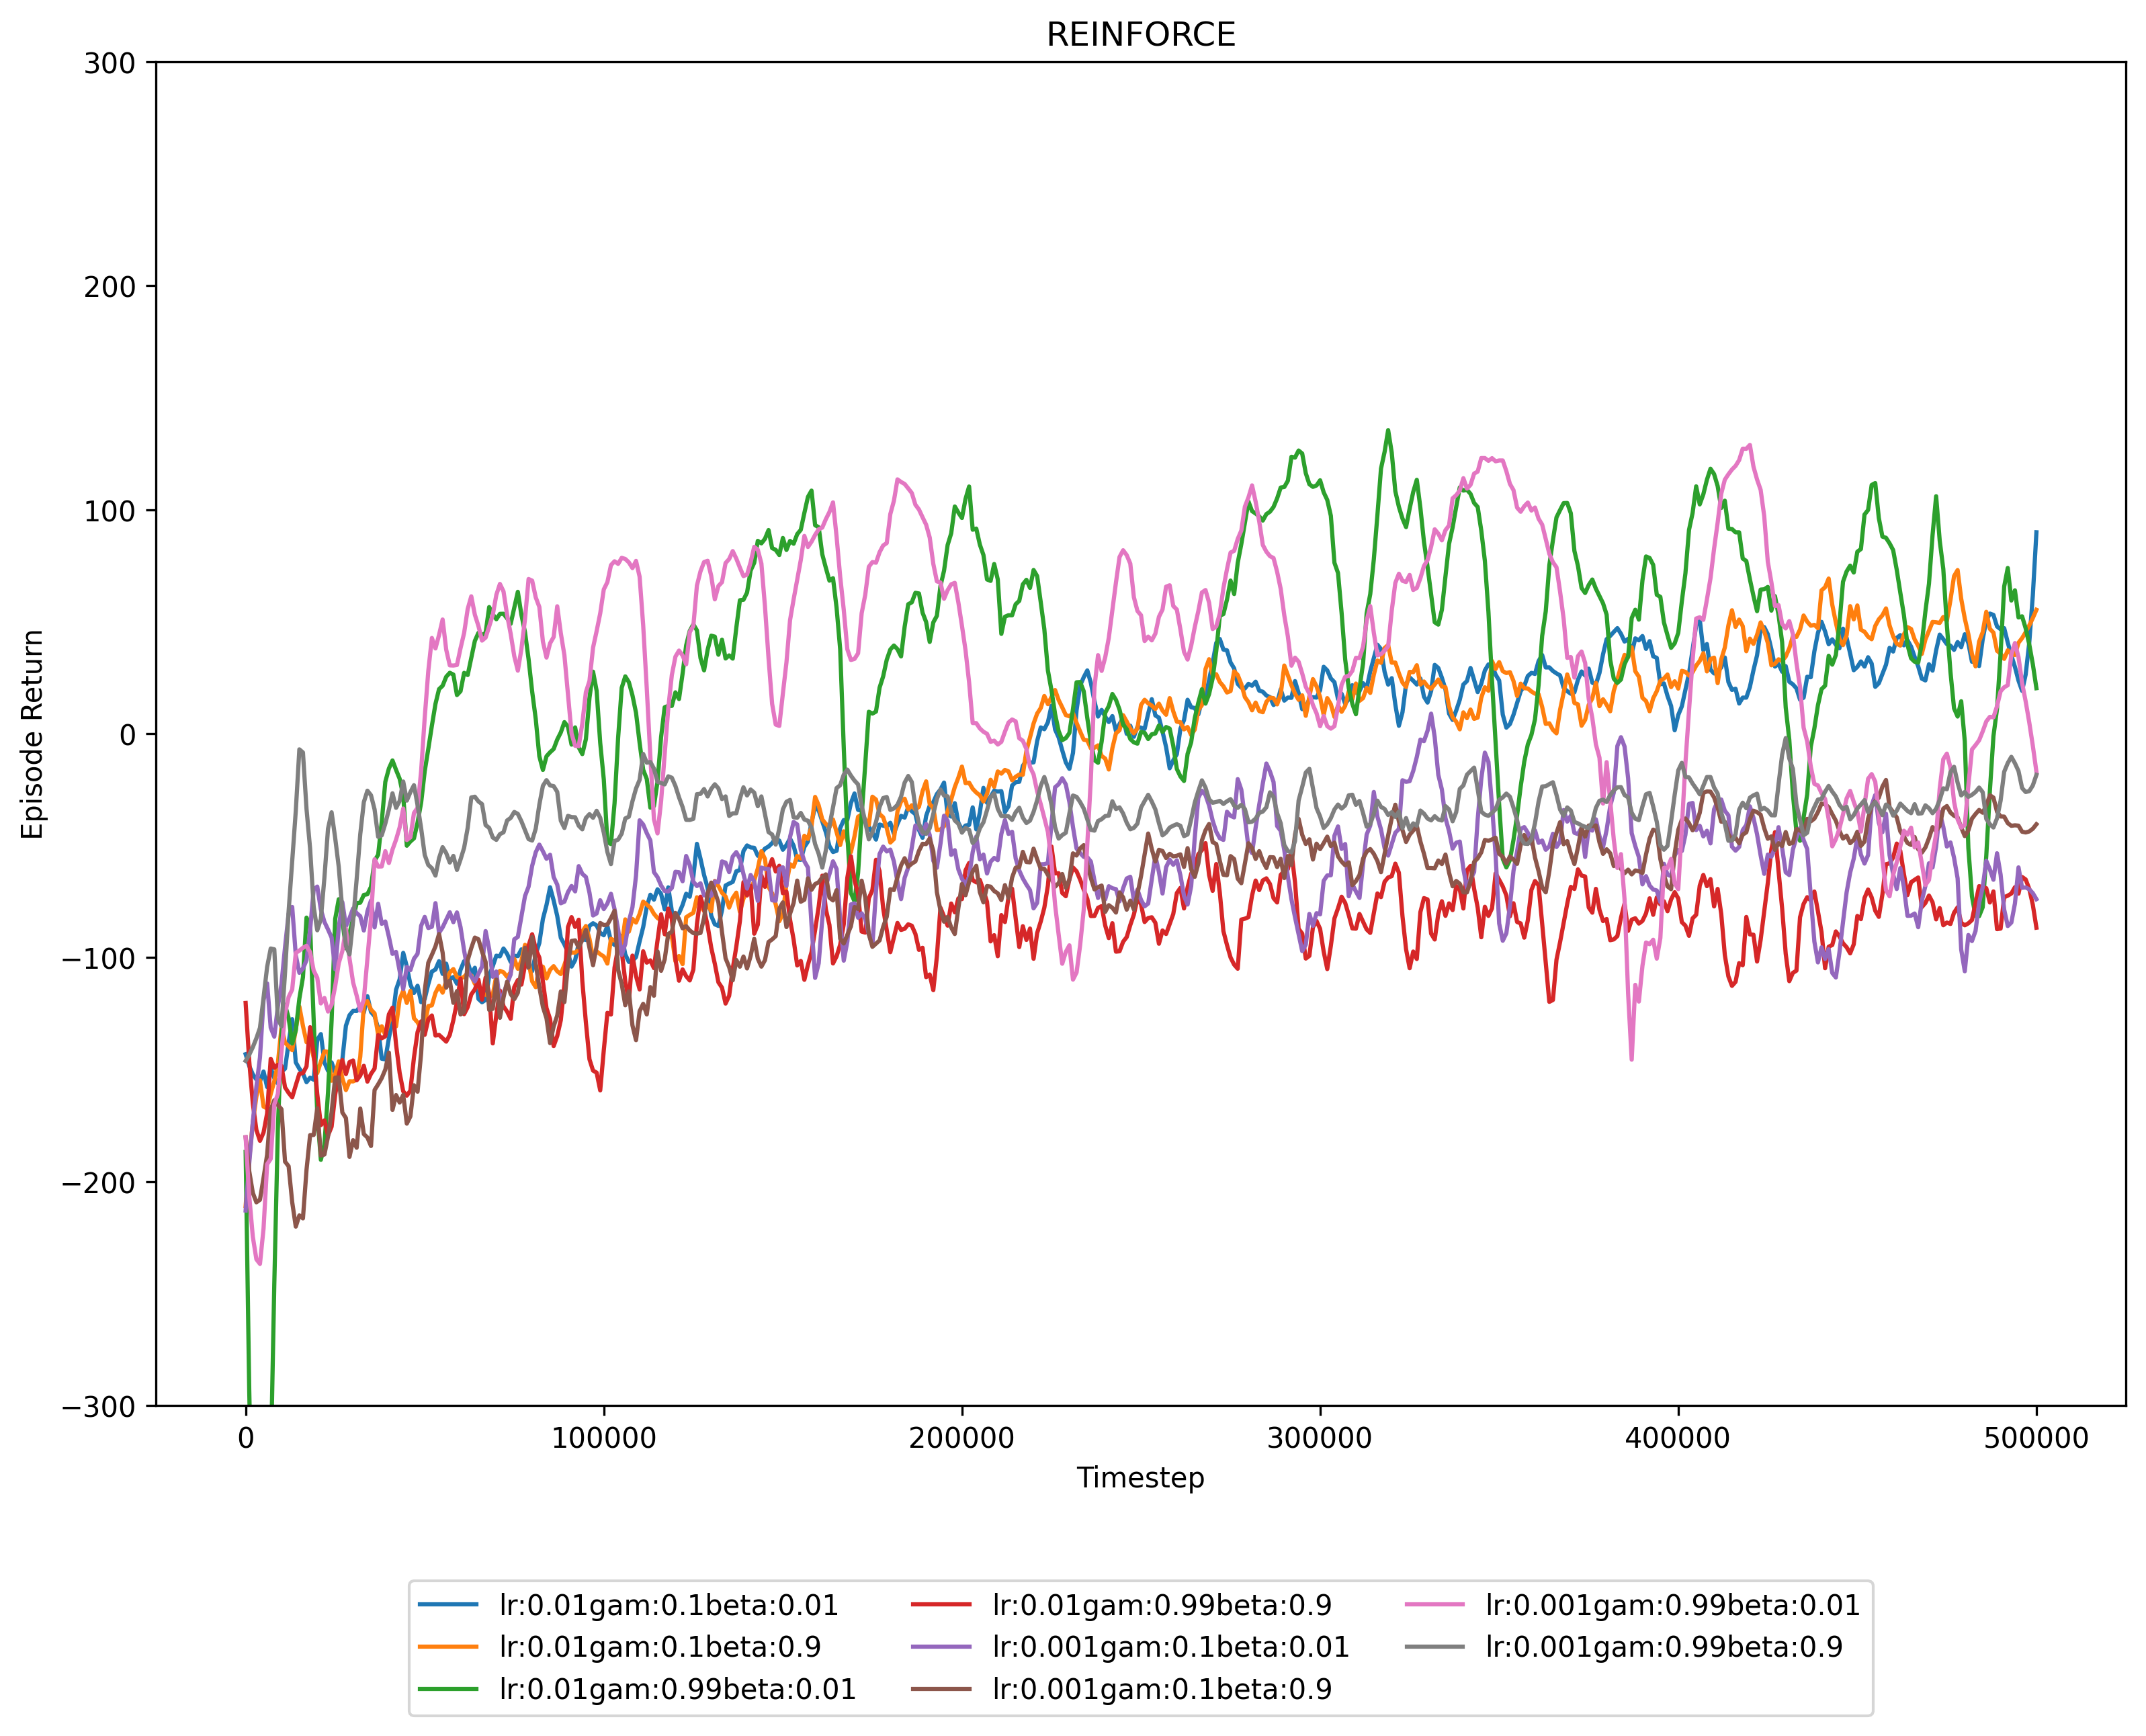 REINFORCE
300
200
100
0
−100
−200
−300
Episode Return
0 100000 200000 300000 400000 500000
Timestep
lr:0.01gam:0.1beta:0.01
lr:0.01gam:0.1beta:0.9
lr:0.01gam:0.99beta:0.01
lr:0.01gam:0.99beta:0.9
lr:0.001gam:0.1beta:0.01
lr:0.001gam:0.1beta:0.9
lr:0.001gam:0.99beta:0.01
lr:0.001gam:0.99beta:0.9